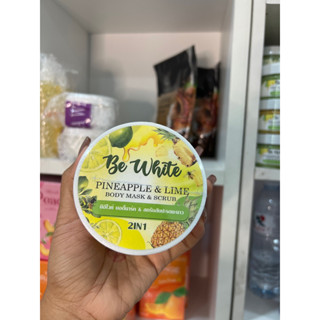 Be White
PINEAPPLE & LIME
BODY MASK & SCRUB
2IN1